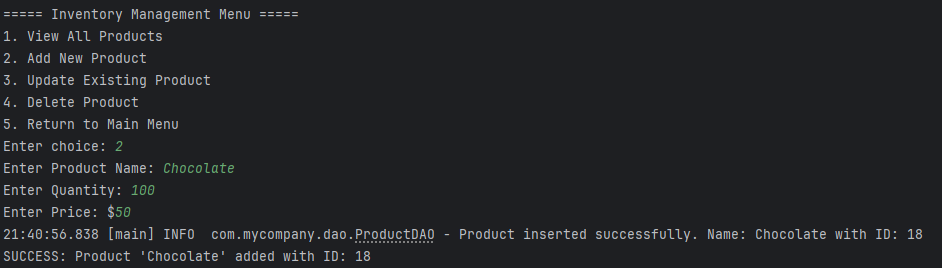 ===== Inventory Management Menu =====
1. View All Products
2. Add New Product
3. Update Existing Product
4. Delete Product
5. Return to Main Menu
Enter choice: 2
Enter Product Name: Chocolate
Enter Quantity: 100
Enter Price: $50
21:40:56.838 [main] INFO  com.mycompany.dao.ProductDAO - Product inserted successfully. Name: Chocolate with ID: 18
SUCCESS: Product 'Chocolate' added with ID: 18